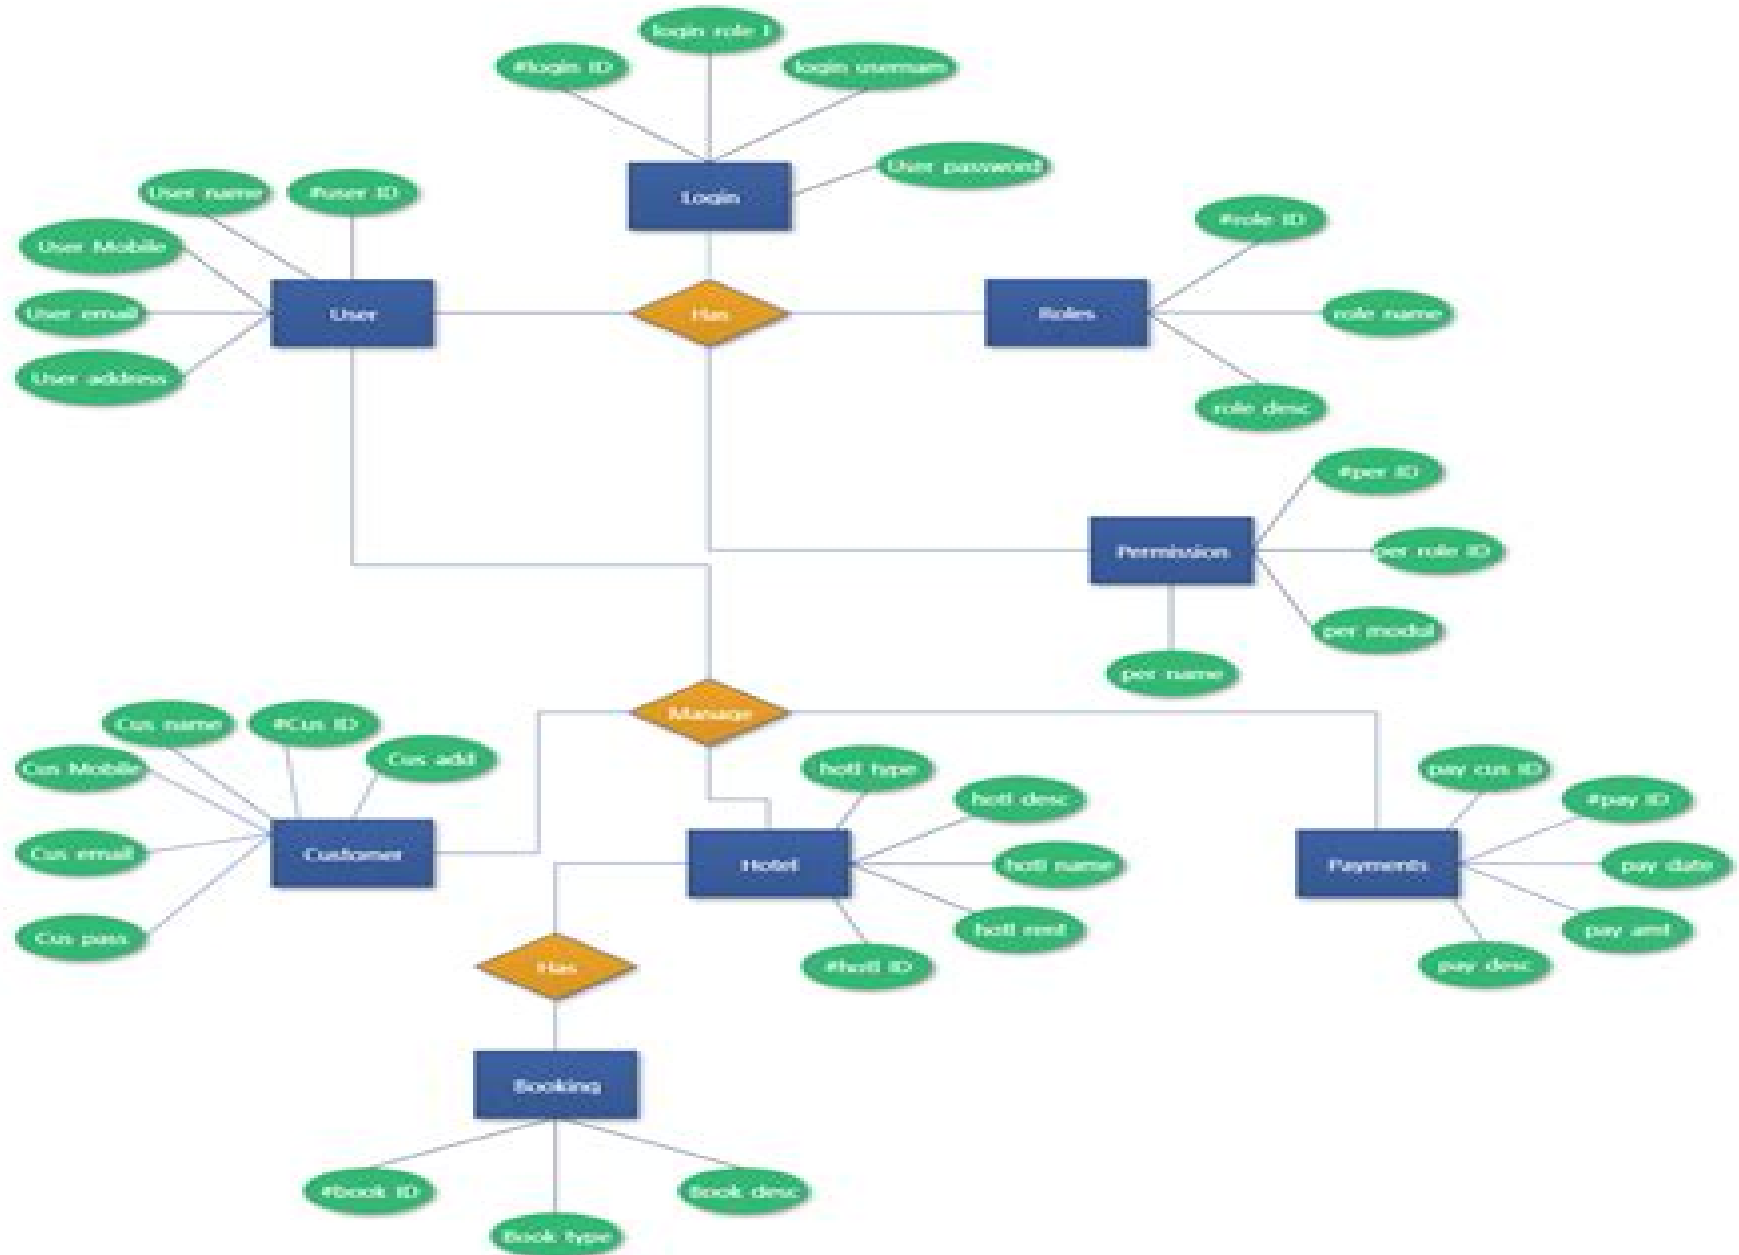 login role I
#login ID
login usernam
User password
Login
User name
#user ID
User Mobile
User email
User address
User
Has
Roles
#role ID
role name
role desc
#per ID
per role ID
per modul
per name
Permission
Manage
Cus name
#Cus ID
Cus add
Cus Mobile
Cus email
Cus pass
Customer
hotl type
hotl desc
hotl name
hotl rent
#hotl ID
Hotel
pay cus ID
#pay ID
pay date
pay amt
pay desc
Payments
Has
Booking
#book ID
Book type
Book desc